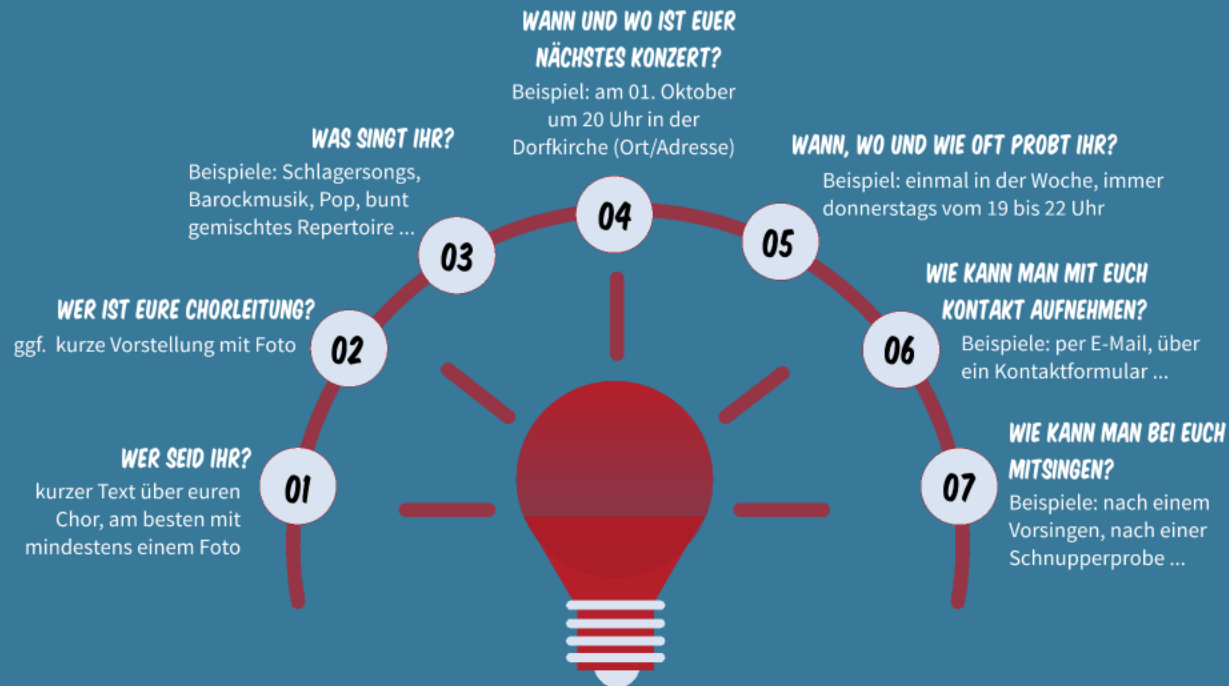 01
WER SEID IHR?
kurzer Text über euren
Chor, am besten mit
mindestens einem Foto
02
WER IST EURE CHORLEITUNG?
ggf. kurze Vorstellung mit Foto
03
WAS SINGT IHR?
Beispiele: Schlagersongs,
Barockmusik, Pop, bunt
gemischtes Repertoire ...
04
WANN UND WO IST EUER
NÄCHSTES KONZERT?
Beispiel: am 01. Oktober
um 20 Uhr in der
Dorfkirche (Ort/Adresse)
05
WANN, WO UND WIE OFT PROBT IHR?
Beispiel: einmal in der Woche, immer
donnerstags vom 19 bis 22 Uhr
06
WIE KANN MAN MIT EUCH
KONTAKT AUFNEHMEN?
Beispiele: per E-Mail, über
ein Kontaktformular ...
07
WIE KANN MAN BEI EUCH
MITSINGEN?
Beispiele: nach einem
Vorsingen, nach einer
Schnupperprobe ...